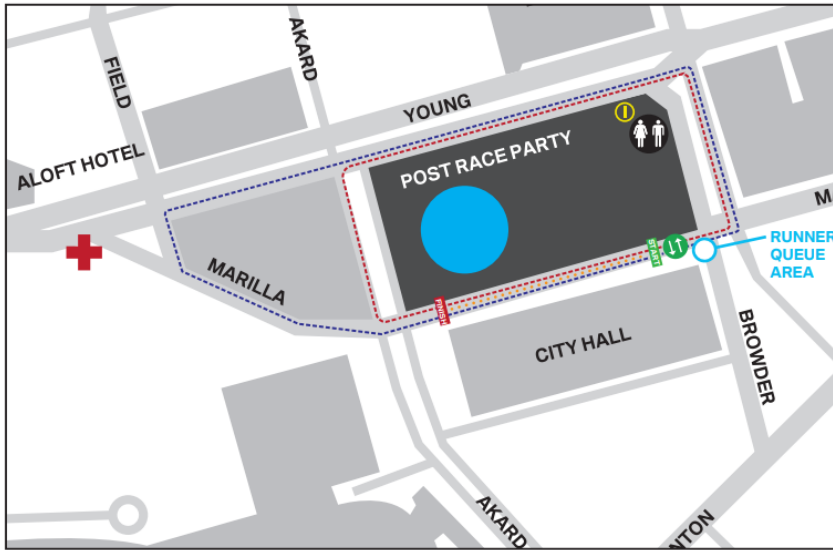 AKARD
FIELD
YOUNG
ALOFT HOTEL
POST RACE PARTY
MARILLA
START
RUNNER
QUEUE
AREA
FINISH
CITY HALL
BROWDER
AKARD